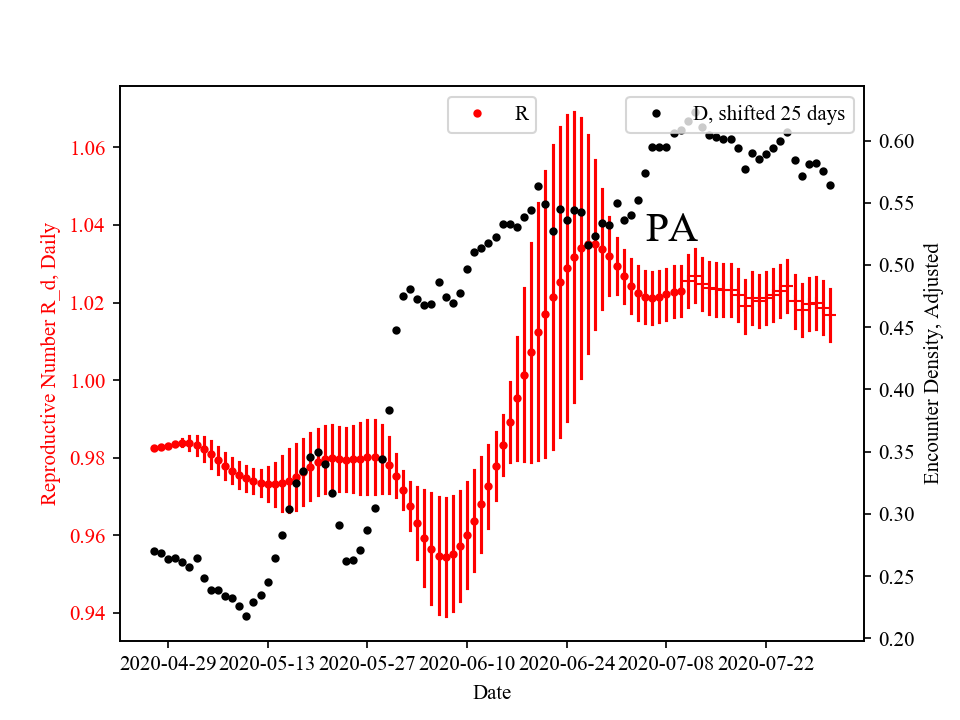 R
D, shifted 25 days
PA
Reproductive Number R_d, Daily
1.06
1.04
1.02
1.00
0.98
0.96
0.94
0.60
0.55
0.50
0.45
0.40
0.35
0.30
0.25
0.20
Encounter Density, Adjusted
2020-04-29 2020-05-13 2020-05-27 2020-06-10 2020-06-24 2020-07-08 2020-07-22
Date